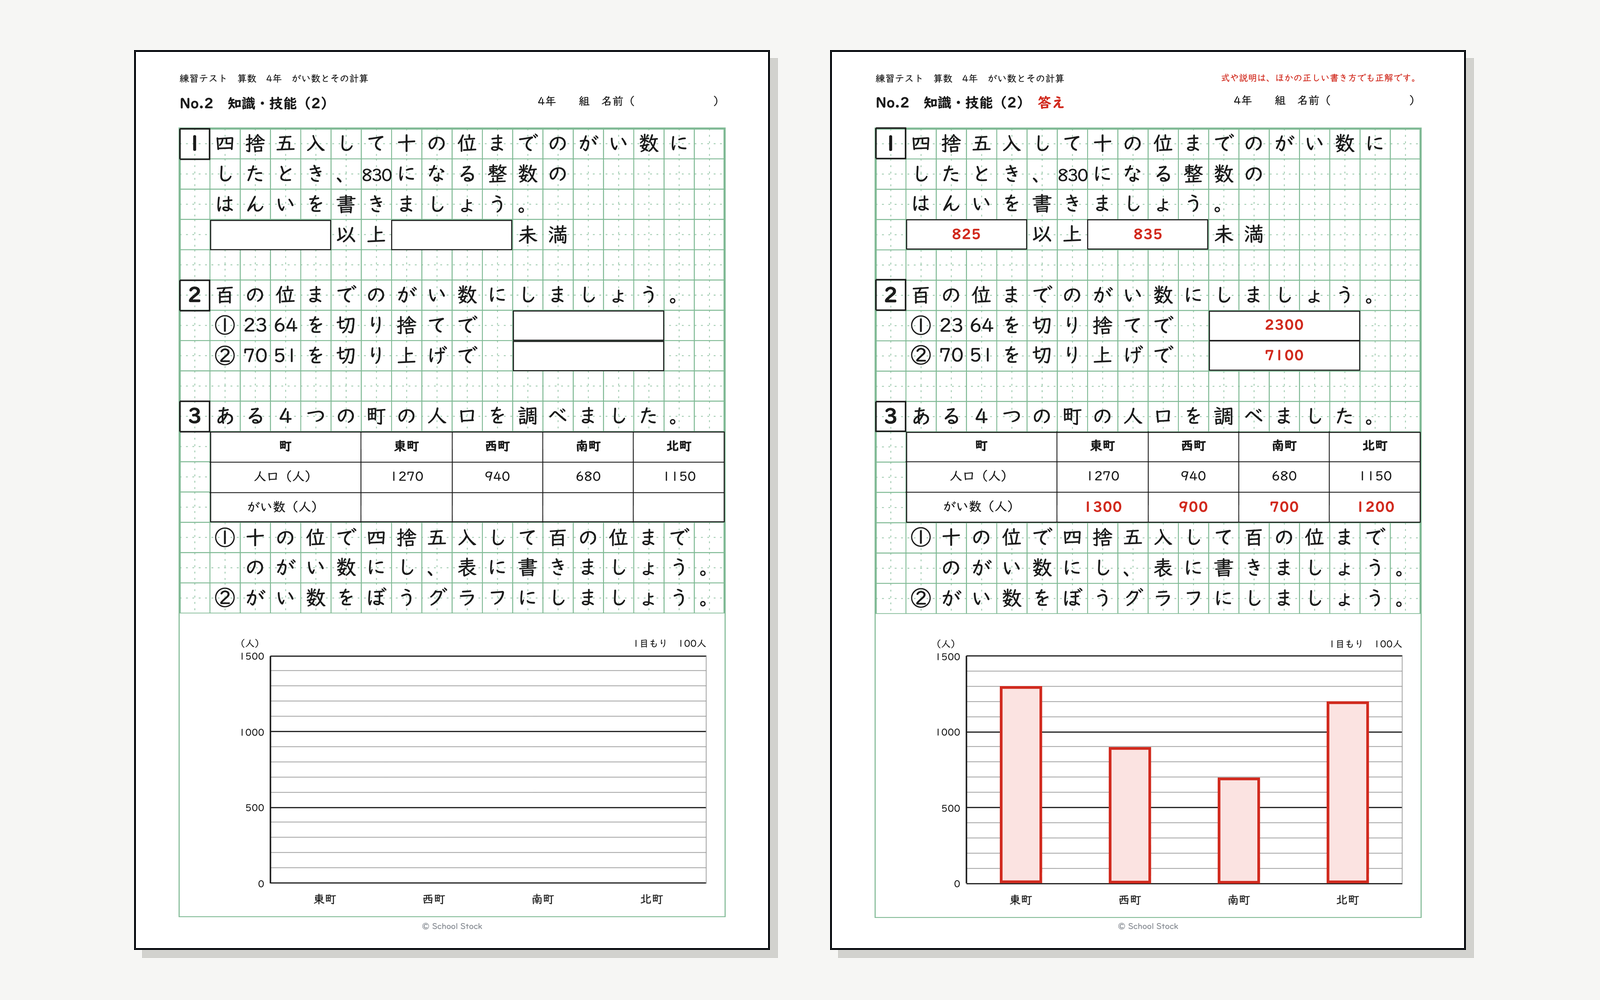 練習テスト 算数 4年 がい数とその計算
No.2 知識・技能（2）
4年 組 名前（ ）
1 四捨五入して十の位までのがい数に
したとき、830になる整数の
はんいを書きましょう。
以上 未満
2 百の位までのがい数にしましょう。
① 2364を切り捨てで
② 7051を切り上げで
3 ある4つの町の人口を調べました。
町 東町 西町 南町 北町
人口（人） 1270 940 680 1150
がい数（人）
① 十の位で四捨五入して百の位まで
のがい数にし、表に書きましょう。
② がい数をぼうグラフにしましょう。
（人） 1目もり 100人
1500
1000
500
0
東町 西町 南町 北町
© School Stock
練習テスト 算数 4年 がい数とその計算
式や説明は、ほかの正しい書き方でも正解です。
No.2 知識・技能（2） 答え
4年 組 名前（ ）
1 四捨五入して十の位までのがい数に
したとき、830になる整数の
はんいを書きましょう。
825 以上 835 未満
2 百の位までのがい数にしましょう。
① 2364を切り捨てで 2300
② 7051を切り上げで 7100
3 ある4つの町の人口を調べました。
町 東町 西町 南町 北町
人口（人） 1270 940 680 1150
がい数（人） 1300 900 700 1200
① 十の位で四捨五入して百の位まで
のがい数にし、表に書きましょう。
② がい数をぼうグラフにしましょう。
（人） 1目もり 100人
1500
1000
500
0
東町 西町 南町 北町
© School Stock